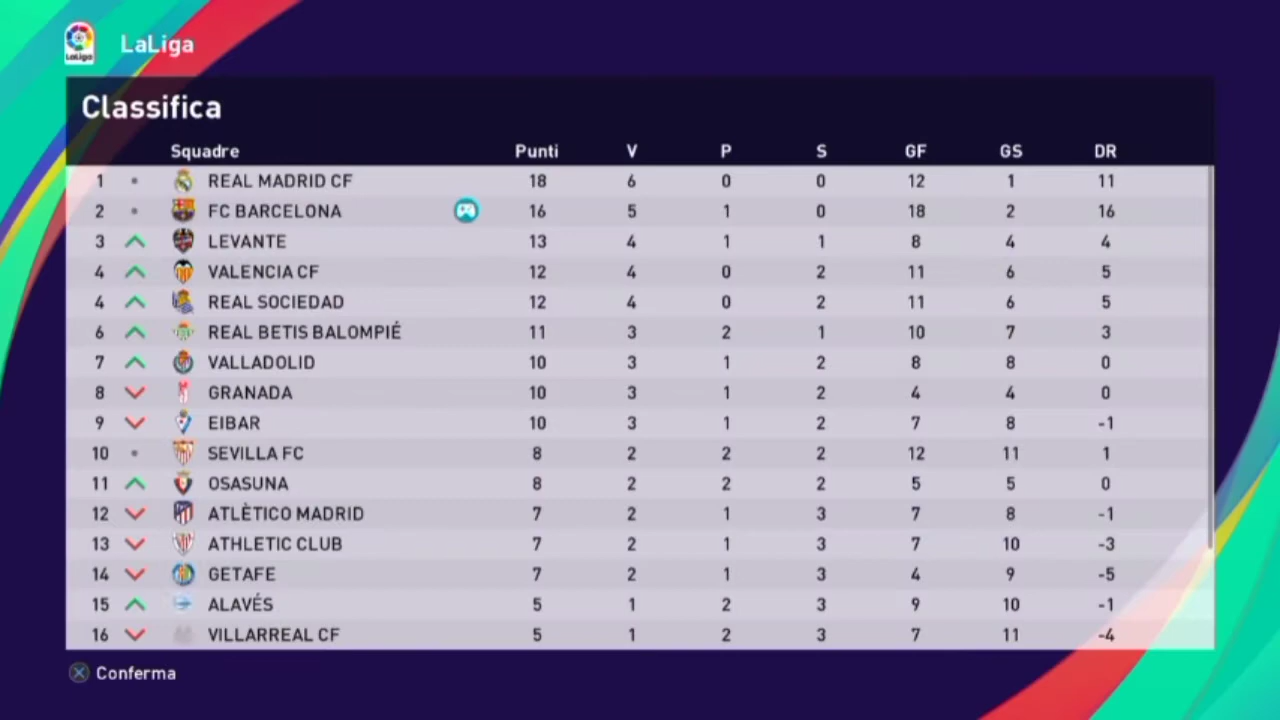 LaLiga
LaLiga
Classifica
Squadre Punti V P S GF GS DR
1 REAL MADRID CF 18 6 0 0 12 1 11
2 FC BARCELONA 16 5 1 0 18 2 16
3 LEVANTE 13 4 1 1 8 4 4
4 VALENCIA CF 12 4 0 2 11 6 5
4 REAL SOCIEDAD 12 4 0 2 11 6 5
6 REAL BETIS BALOMPIÉ 11 3 2 1 10 7 3
7 VALLADOLID 10 3 1 2 8 8 0
8 GRANADA 10 3 1 2 4 4 0
9 EIBAR 10 3 1 2 7 8 -1
10 SEVILLA FC 8 2 2 2 12 11 1
11 OSASUNA 8 2 2 2 5 5 0
12 ATLÈTICO MADRID 7 2 1 3 7 8 -1
13 ATHLETIC CLUB 7 2 1 3 7 10 -3
14 GETAFE 7 2 1 3 4 9 -5
15 ALAVÉS 5 1 2 3 9 10 -1
16 VILLARREAL CF 5 1 2 3 7 11 -4
Conferma